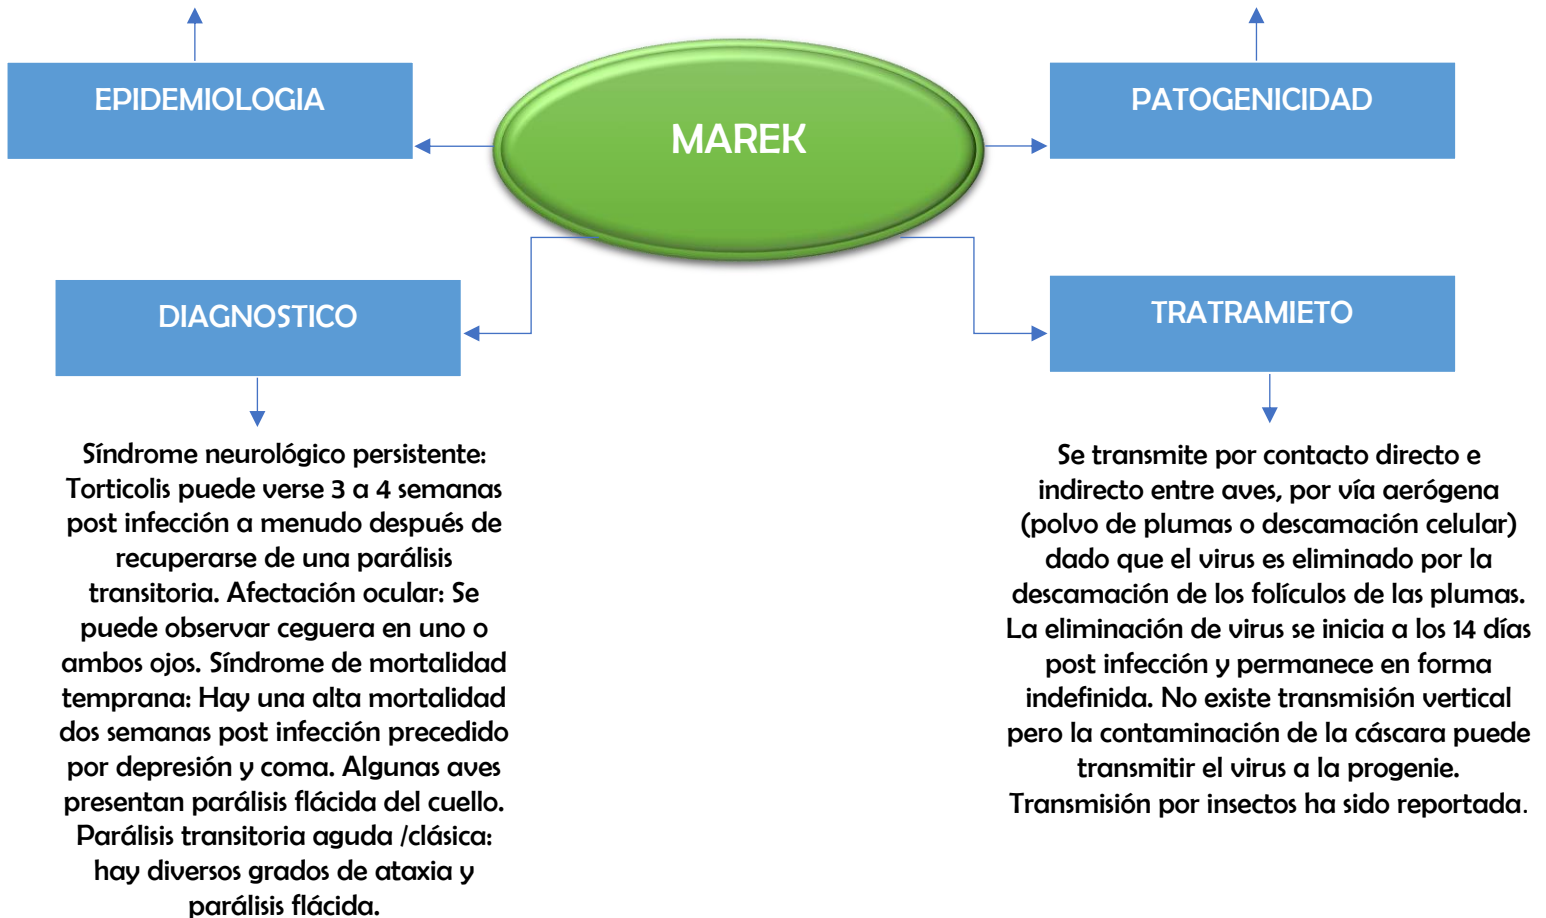 EPIDEMIOLOGIA
MAREK
PATOGENICIDAD
DIAGNOSTICO
TRATRAMIETO
Síndrome neurológico persistente:
Torticolis puede verse 3 a 4 semanas
post infección a menudo después de
recuperarse de una parálisis
transitoria. Afectación ocular: Se
puede observar ceguera en uno o
ambos ojos. Síndrome de mortalidad
temprana: Hay una alta mortalidad
dos semanas post infección precedido
por depresión y coma. Algunas aves
presentan parálisis flácida del cuello.
Parálisis transitoria aguda /clásica:
hay diversos grados de ataxia y
parálisis flácida.
Se transmite por contacto directo e
indirecto entre aves, por vía aerógena
(polvo de plumas o descamación celular)
dado que el virus es eliminado por la
descamación de los folículos de las plumas.
La eliminación de virus se inicia a los 14 días
post infección y permanece en forma
indefinida. No existe transmisión vertical
pero la contaminación de la cáscara puede
transmitir el virus a la progenie.
Transmisión por insectos ha sido reportada.